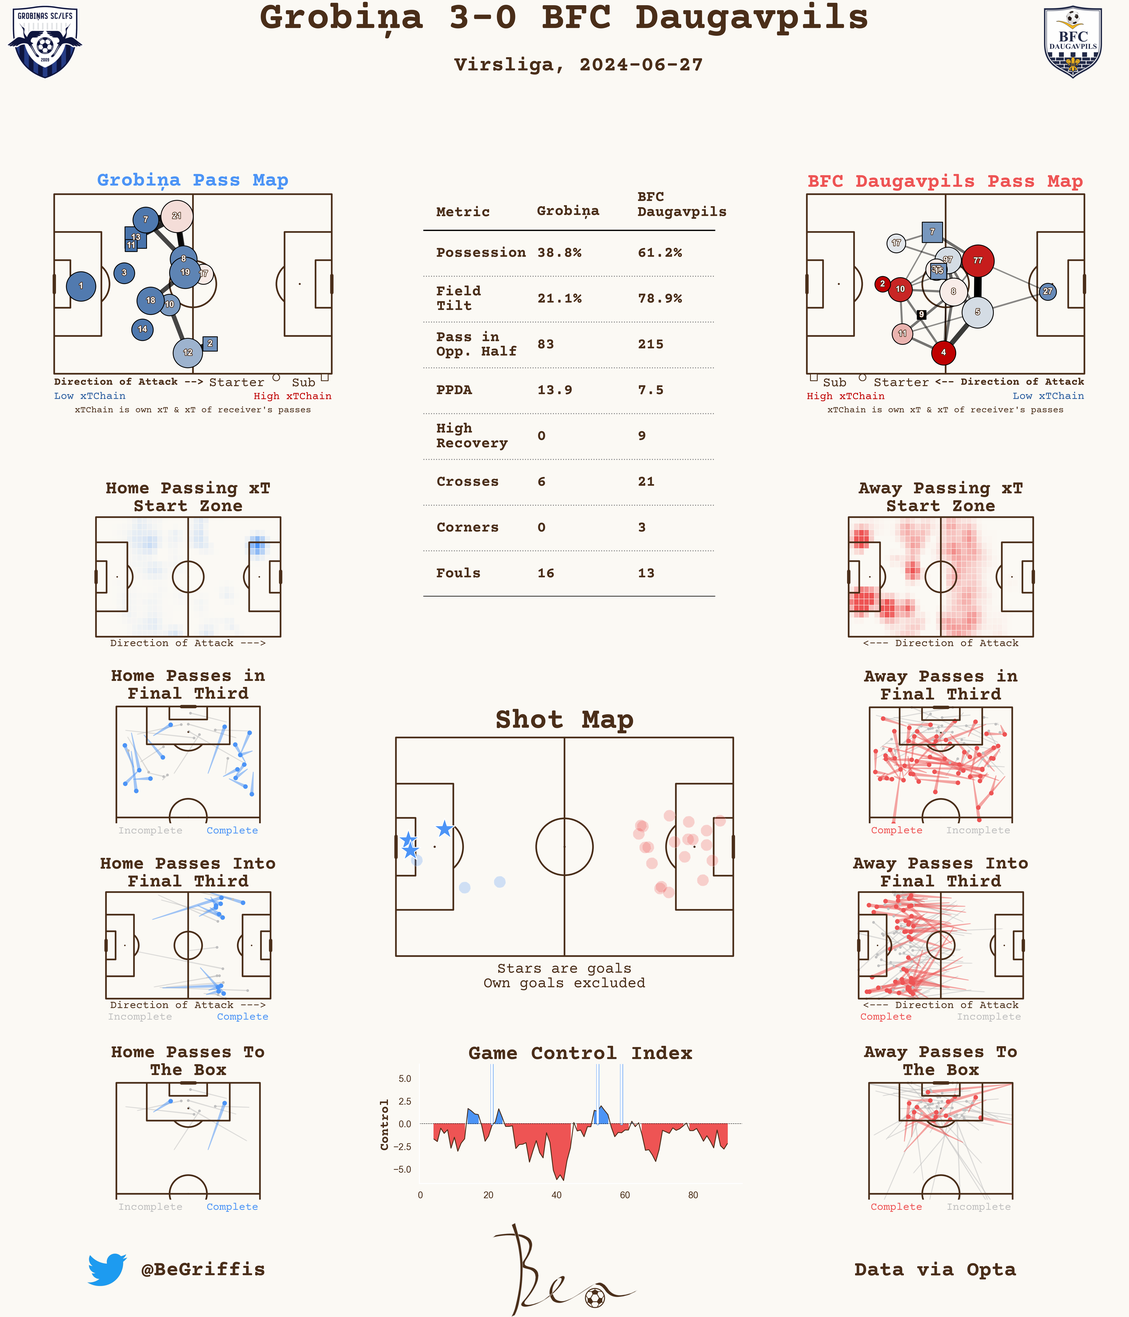 Grobiņa 3-0 BFC Daugavpils
Virsliga, 2024-06-27
GROBIŅAS SC/LFS
BFC
DAUGAVPILS
Grobiņa Pass Map
7
21
13
11
8
3
19
17
1
18
10
14
12
2
Direction of Attack --> Starter Sub
Low xTChain High xTChain
xTChain is own xT & xT of receiver's passes
Metric Grobiņa BFC Daugavpils
Possession 38.8% 61.2%
Field Tilt 21.1% 78.9%
Pass in Opp. Half 83 215
PPDA 13.9 7.5
High Recovery 0 9
Crosses 6 21
Corners 0 3
Fouls 16 13
BFC Daugavpils Pass Map
7
17
77
2
10
8
27
9
5
11
4
Sub Starter <-- Direction of Attack
High xTChain Low xTChain
xTChain is own xT & xT of receiver's passes
Home Passing xT
Start Zone
Direction of Attack --->
Away Passing xT
Start Zone
<--- Direction of Attack
Home Passes in
Final Third
Incomplete Complete
Away Passes in
Final Third
Complete Incomplete
Shot Map
Stars are goals
Own goals excluded
Home Passes Into
Final Third
Direction of Attack --->
Incomplete Complete
Away Passes Into
Final Third
<--- Direction of Attack
Complete Incomplete
Home Passes To
The Box
Incomplete Complete
Game Control Index
Control
5.0
2.5
0.0
−2.5
−5.0
0 20 40 60 80
Away Passes To
The Box
Complete Incomplete
@BeGriffis
Bea
Data via Opta